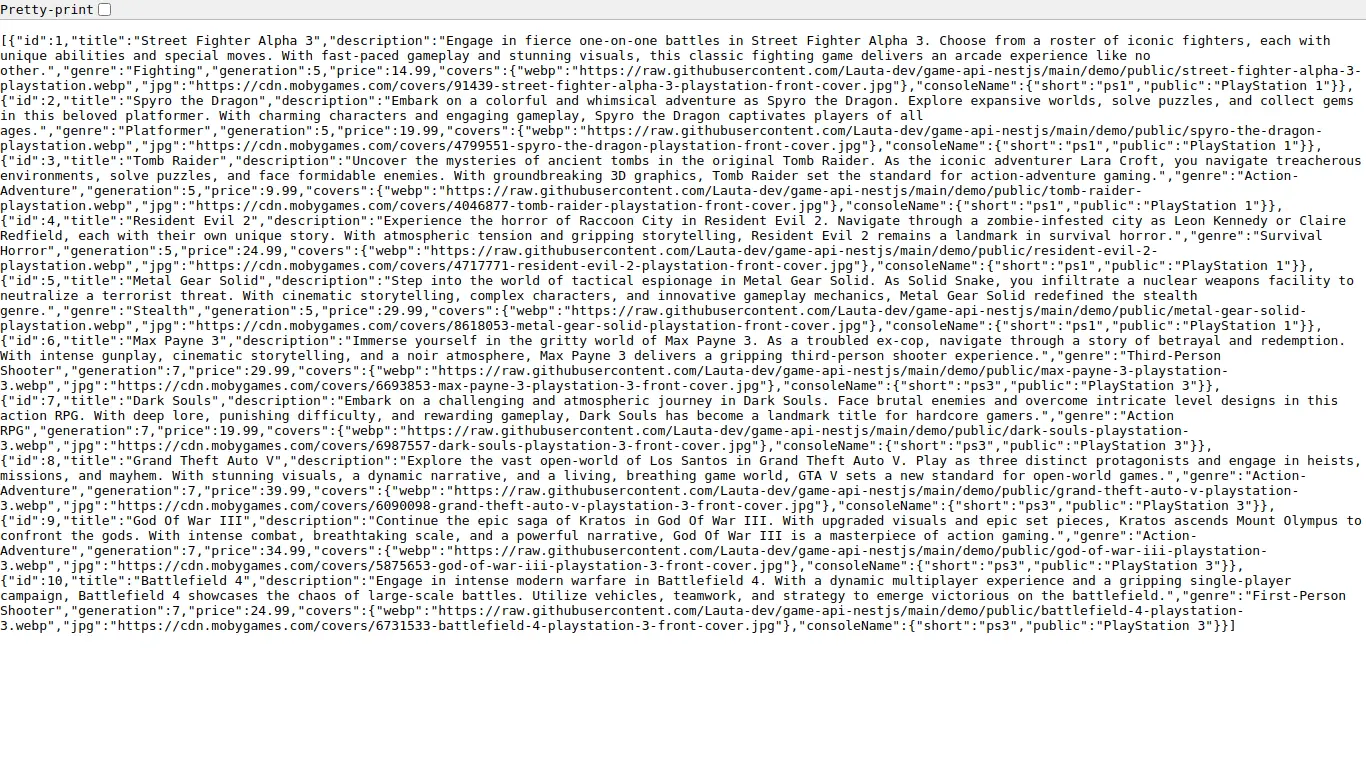 Pretty-print
[{"id":1,"title":"Street Fighter Alpha 3","description":"Engage in fierce one-on-one battles in Street Fighter Alpha 3. Choose from a roster of iconic fighters, each with
unique abilities and special moves. With fast-paced gameplay and stunning visuals, this classic fighting game delivers an arcade experience like no
other.","genre":"Fighting","generation":5,"price":14.99,"covers":{"webp":"https://raw.githubusercontent.com/Lauta-dev/game-api-nestjs/main/demo/public/street-fighter-alpha-3-
playstation.webp","jpg":"https://cdn.mobygames.com/covers/91439-street-fighter-alpha-3-playstation-front-cover.jpg"},"consoleName":{"short":"ps1","public":"PlayStation 1"}},
{"id":2,"title":"Spyro the Dragon","description":"Embark on a colorful and whimsical adventure as Spyro the Dragon. Explore expansive worlds, solve puzzles, and collect gems
in this beloved platformer. With charming characters and engaging gameplay, Spyro the Dragon captivates players of all
ages.","genre":"Platformer","generation":5,"price":19.99,"covers":{"webp":"https://raw.githubusercontent.com/Lauta-dev/game-api-nestjs/main/demo/public/spyro-the-dragon-
playstation.webp","jpg":"https://cdn.mobygames.com/covers/4799551-spyro-the-dragon-playstation-front-cover.jpg"},"consoleName":{"short":"ps1","public":"PlayStation 1"}},
{"id":3,"title":"Tomb Raider","description":"Uncover the mysteries of ancient tombs in the original Tomb Raider. As the iconic adventurer Lara Croft, you navigate treacherous
environments, solve puzzles, and face formidable enemies. With groundbreaking 3D graphics, Tomb Raider set the standard for action-adventure gaming.","genre":"Action-
Adventure","generation":5,"price":9.99,"covers":{"webp":"https://raw.githubusercontent.com/Lauta-dev/game-api-nestjs/main/demo/public/tomb-raider-
playstation.webp","jpg":"https://cdn.mobygames.com/covers/4046877-tomb-raider-playstation-front-cover.jpg"},"consoleName":{"short":"ps1","public":"PlayStation 1"}},
{"id":4,"title":"Resident Evil 2","description":"Experience the horror of Raccoon City in Resident Evil 2. Navigate through a zombie-infested city as Leon Kennedy or Claire
Redfield, each with their own unique story. With atmospheric tension and gripping storytelling, Resident Evil 2 remains a landmark in survival horror.","genre":"Survival
Horror","generation":5,"price":24.99,"covers":{"webp":"https://raw.githubusercontent.com/Lauta-dev/game-api-nestjs/main/demo/public/resident-evil-2-
playstation.webp","jpg":"https://cdn.mobygames.com/covers/4717771-resident-evil-2-playstation-front-cover.jpg"},"consoleName":{"short":"ps1","public":"PlayStation 1"}},
{"id":5,"title":"Metal Gear Solid","description":"Step into the world of tactical espionage in Metal Gear Solid. As Solid Snake, you infiltrate a nuclear weapons facility to
neutralize a terrorist threat. With cinematic storytelling, complex characters, and innovative gameplay mechanics, Metal Gear Solid redefined the stealth
genre.","genre":"Stealth","generation":5,"price":29.99,"covers":{"webp":"https://raw.githubusercontent.com/Lauta-dev/game-api-nestjs/main/demo/public/metal-gear-solid-
playstation.webp","jpg":"https://cdn.mobygames.com/covers/8618053-metal-gear-solid-playstation-front-cover.jpg"},"consoleName":{"short":"ps1","public":"PlayStation 1"}},
{"id":6,"title":"Max Payne 3","description":"Immerse yourself in the gritty world of Max Payne 3. As a troubled ex-cop, navigate through a story of betrayal and redemption.
With intense gunplay, cinematic storytelling, and a noir atmosphere, Max Payne 3 delivers a gripping third-person shooter experience.","genre":"Third-Person
Shooter","generation":7,"price":29.99,"covers":{"webp":"https://raw.githubusercontent.com/Lauta-dev/game-api-nestjs/main/demo/public/max-payne-3-playstation-
3.webp","jpg":"https://cdn.mobygames.com/covers/6693853-max-payne-3-playstation-3-front-cover.jpg"},"consoleName":{"short":"ps3","public":"PlayStation 3"}},
{"id":7,"title":"Dark Souls","description":"Embark on a challenging and atmospheric journey in Dark Souls. Face brutal enemies and overcome intricate level designs in this
action RPG. With deep lore, punishing difficulty, and rewarding gameplay, Dark Souls has become a landmark title for hardcore gamers.","genre":"Action
RPG","generation":7,"price":19.99,"covers":{"webp":"https://raw.githubusercontent.com/Lauta-dev/game-api-nestjs/main/demo/public/dark-souls-playstation-
3.webp","jpg":"https://cdn.mobygames.com/covers/6987557-dark-souls-playstation-3-front-cover.jpg"},"consoleName":{"short":"ps3","public":"PlayStation 3"}},
{"id":8,"title":"Grand Theft Auto V","description":"Explore the vast open-world of Los Santos in Grand Theft Auto V. Play as three distinct protagonists and engage in heists,
missions, and mayhem. With stunning visuals, a dynamic narrative, and a living, breathing game world, GTA V sets a new standard for open-world games.","genre":"Action-
Adventure","generation":7,"price":39.99,"covers":{"webp":"https://raw.githubusercontent.com/Lauta-dev/game-api-nestjs/main/demo/public/grand-theft-auto-v-playstation-
3.webp","jpg":"https://cdn.mobygames.com/covers/6090098-grand-theft-auto-v-playstation-3-front-cover.jpg"},"consoleName":{"short":"ps3","public":"PlayStation 3"}},
{"id":9,"title":"God Of War III","description":"Continue the epic saga of Kratos in God Of War III. With upgraded visuals and epic set pieces, Kratos ascends Mount Olympus to
confront the gods. With intense combat, breathtaking scale, and a powerful narrative, God Of War III is a masterpiece of action gaming.","genre":"Action-
Adventure","generation":7,"price":34.99,"covers":{"webp":"https://raw.githubusercontent.com/Lauta-dev/game-api-nestjs/main/demo/public/god-of-war-iii-playstation-
3.webp","jpg":"https://cdn.mobygames.com/covers/5875653-god-of-war-iii-playstation-3-front-cover.jpg"},"consoleName":{"short":"ps3","public":"PlayStation 3"}},
{"id":10,"title":"Battlefield 4","description":"Engage in intense modern warfare in Battlefield 4. With a dynamic multiplayer experience and a gripping single-player
campaign, Battlefield 4 showcases the chaos of large-scale battles. Utilize vehicles, teamwork, and strategy to emerge victorious on the battlefield.","genre":"First-Person
Shooter","generation":7,"price":24.99,"covers":{"webp":"https://raw.githubusercontent.com/Lauta-dev/game-api-nestjs/main/demo/public/battlefield-4-playstation-
3.webp","jpg":"https://cdn.mobygames.com/covers/6731533-battlefield-4-playstation-3-front-cover.jpg"},"consoleName":{"short":"ps3","public":"PlayStation 3"}}]